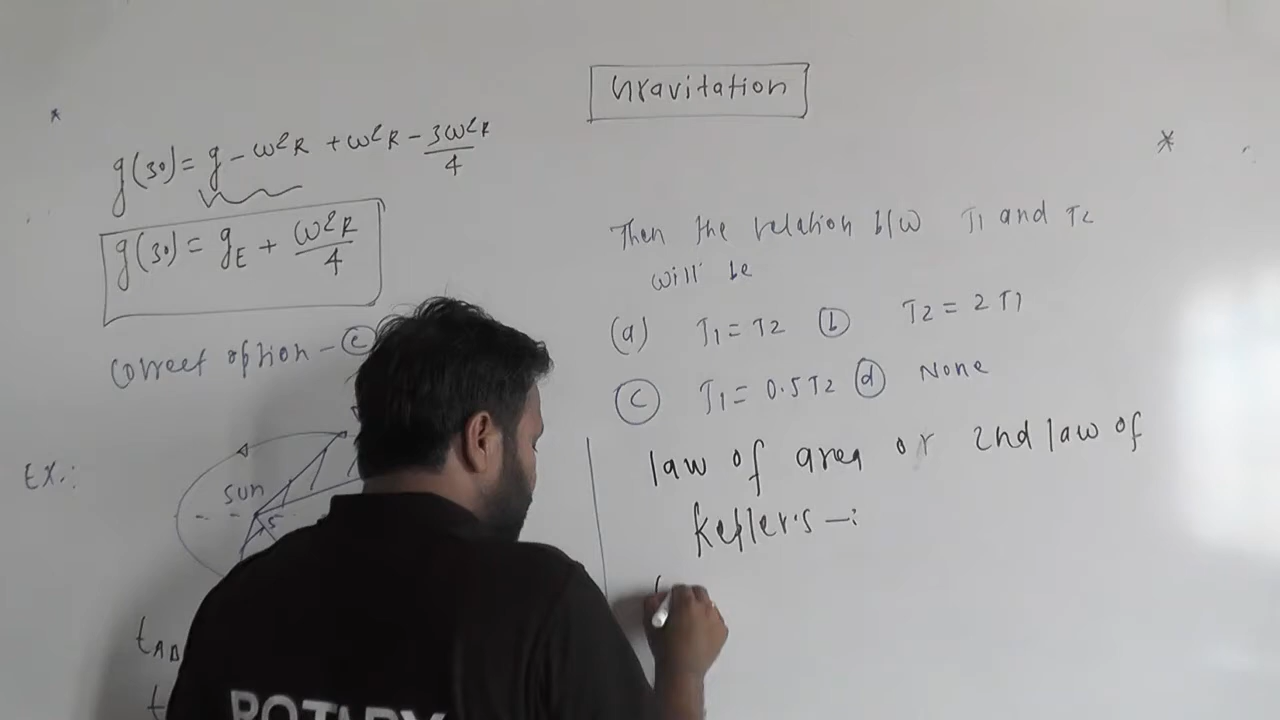 Gravitation
g(30) = g - ω²R + ω²R - 3ω²R/4
g(30) = gE + ω²R/4
Correct option - (c)
EX.:
sun
S
tAB
t
Then the relation b/w T1 and T2
will be
(a) T1 = T2 (b) T2 = 2T1
(c) T1 = 0.5T2 (d) None
law of area or 2nd law of
Kepler's -:
ROTARY